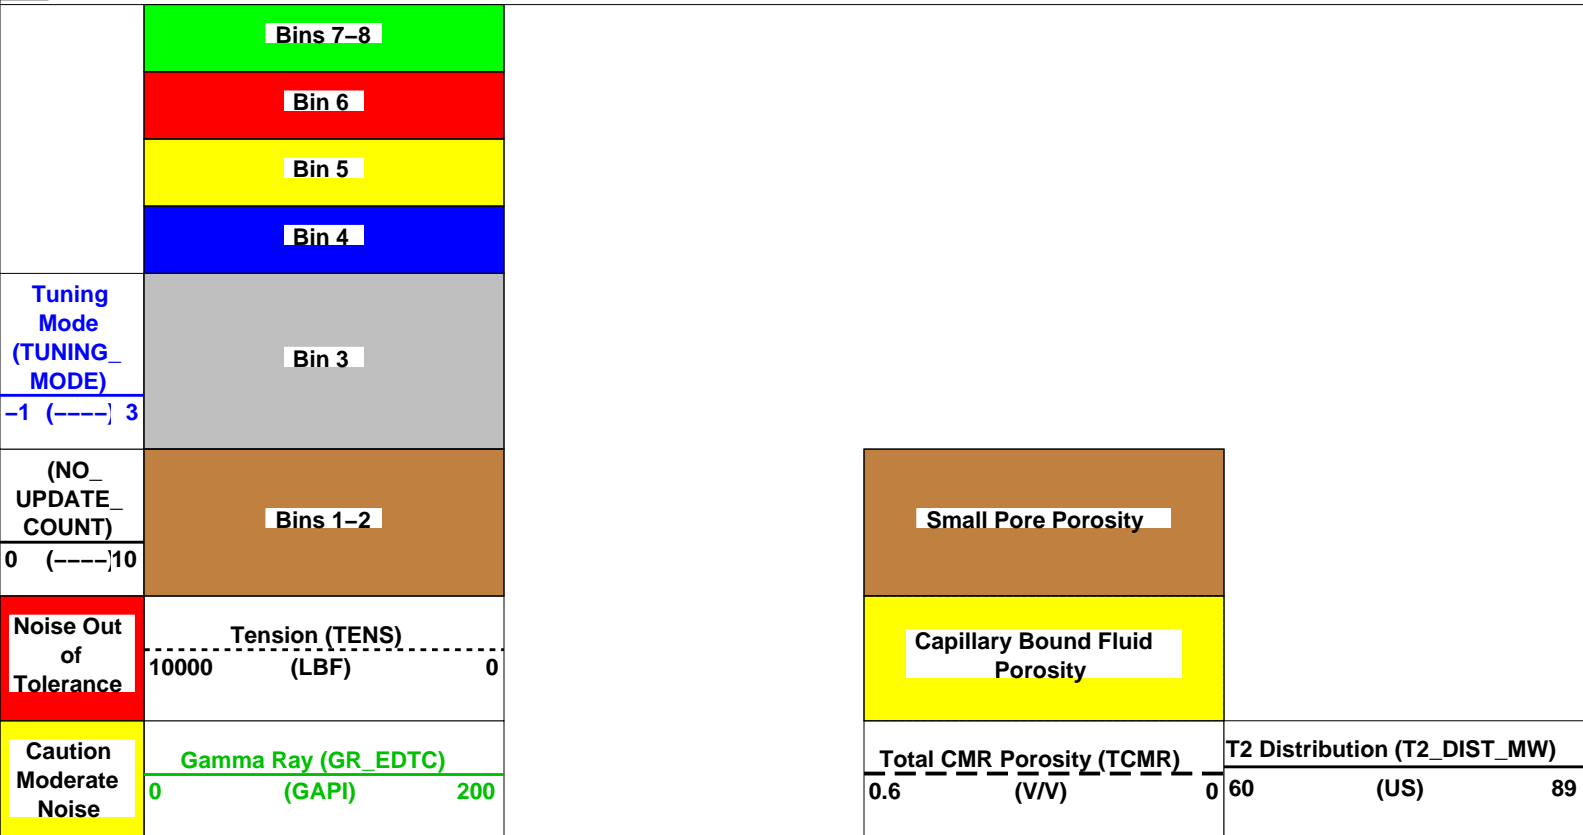 Bins 7–8
Bin 6
Bin 5
Bin 4
Tuning
Mode
(TUNING_
MODE)
–1 (––––) 3
Bin 3
(NO_
UPDATE_
COUNT)
0 (––––) 10
Bins 1–2
Small Pore Porosity
Noise Out
of
Tolerance
Tension (TENS)
10000 (LBF) 0
Capillary Bound Fluid
Porosity
Caution
Moderate
Noise
Gamma Ray (GR_EDTC)
0 (GAPI) 200
Total CMR Porosity (TCMR)
0.6 (V/V) 0
T2 Distribution (T2_DIST_MW)
60 (US) 89